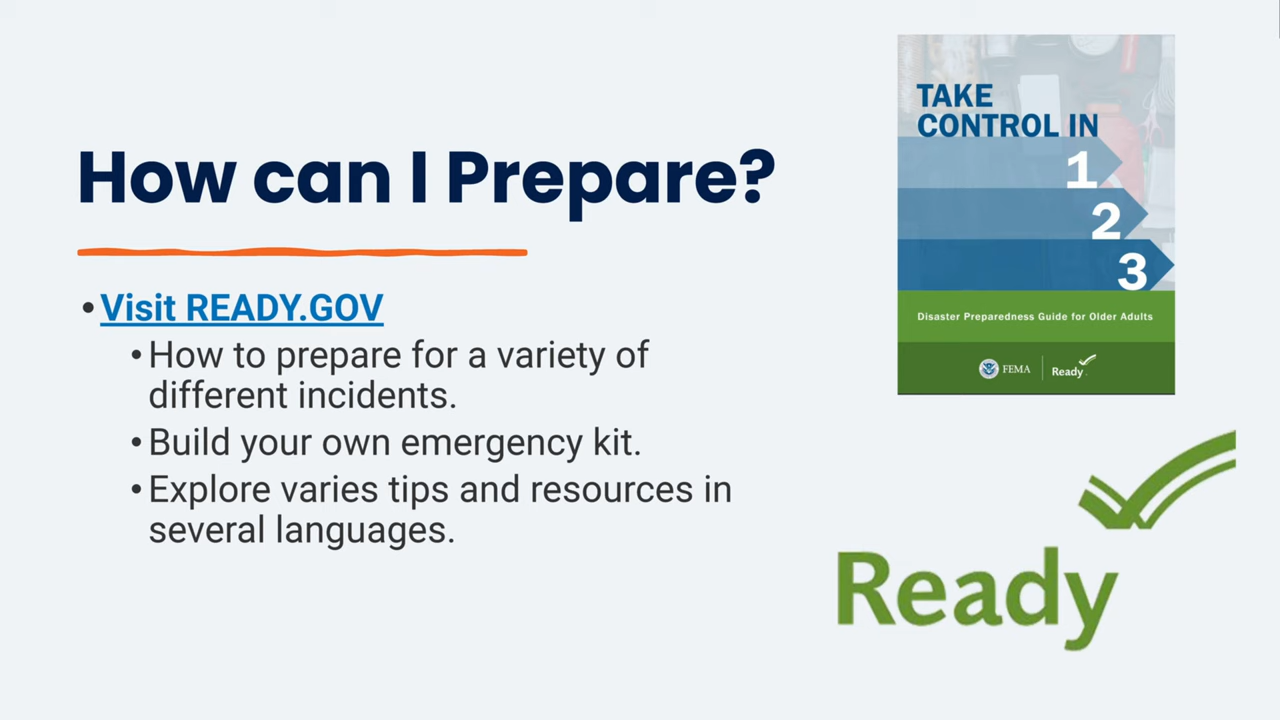 How can I Prepare?
• Visit READY.GOV
• How to prepare for a variety of
different incidents.
• Build your own emergency kit.
• Explore varies tips and resources in
several languages.
TAKE
CONTROL IN
1
2
3
Disaster Preparedness Guide for Older Adults
FEMA
Ready
Ready